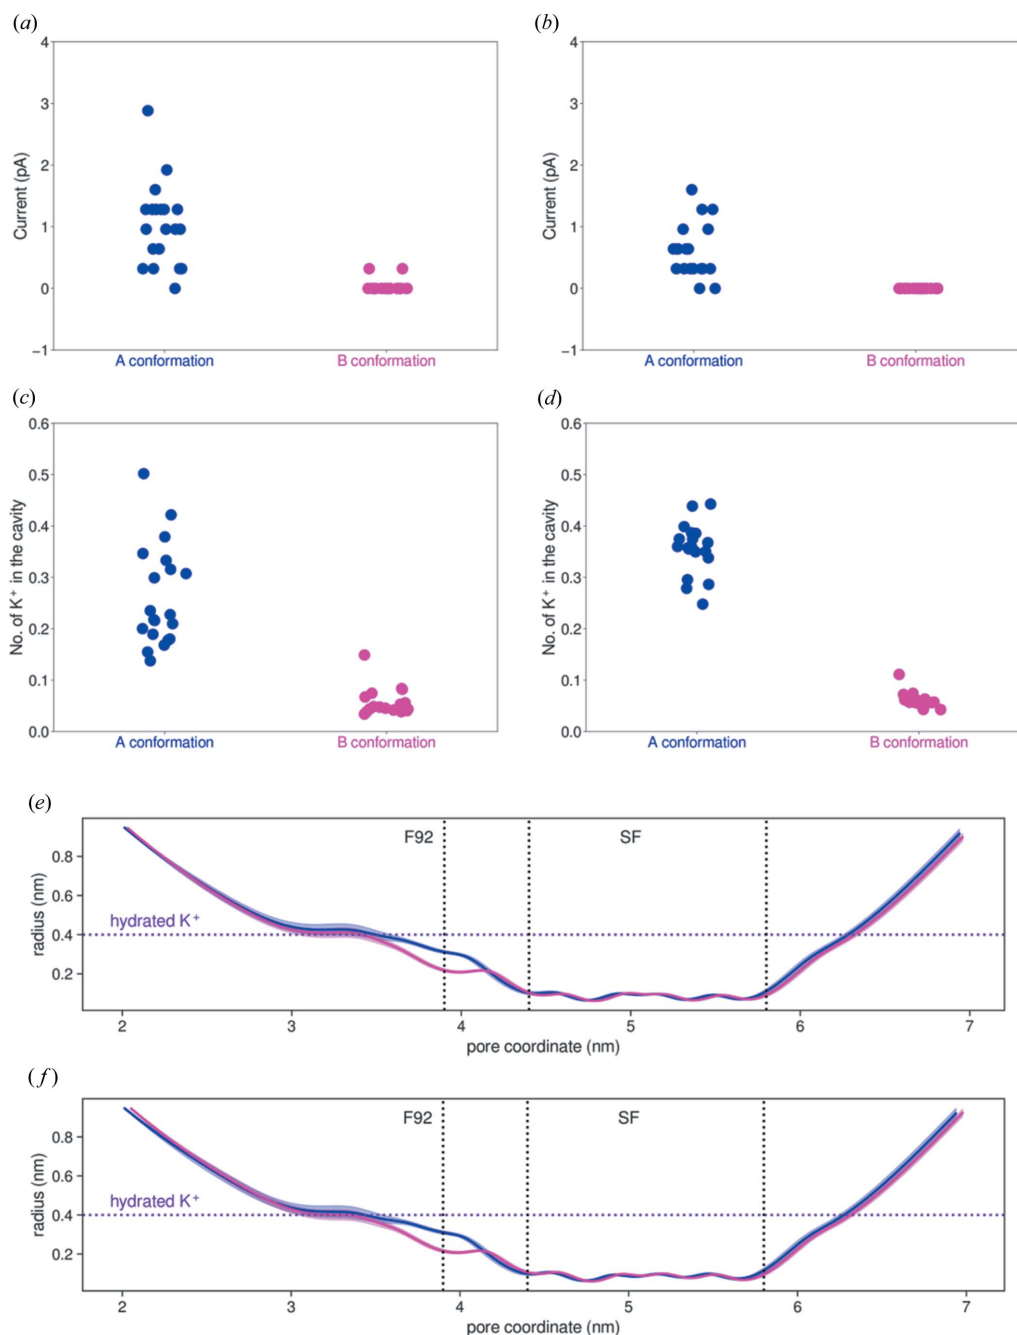 (a)
4
3
2
1
0
−1
Current (pA)
A conformation
B conformation
(b)
4
3
2
1
0
−1
Current (pA)
A conformation
B conformation
(c)
0.6
0.5
0.4
0.3
0.2
0.1
0.0
No. of K⁺ in the cavity
A conformation
B conformation
(d)
0.6
0.5
0.4
0.3
0.2
0.1
0.0
No. of K⁺ in the cavity
A conformation
B conformation
(e)
F92
SF
hydrated K⁺
0.8
0.6
0.4
0.2
radius (nm)
2 3 4 5 6 7
pore coordinate (nm)
(f)
F92
SF
hydrated K⁺
0.8
0.6
0.4
0.2
radius (nm)
2 3 4 5 6 7
pore coordinate (nm)